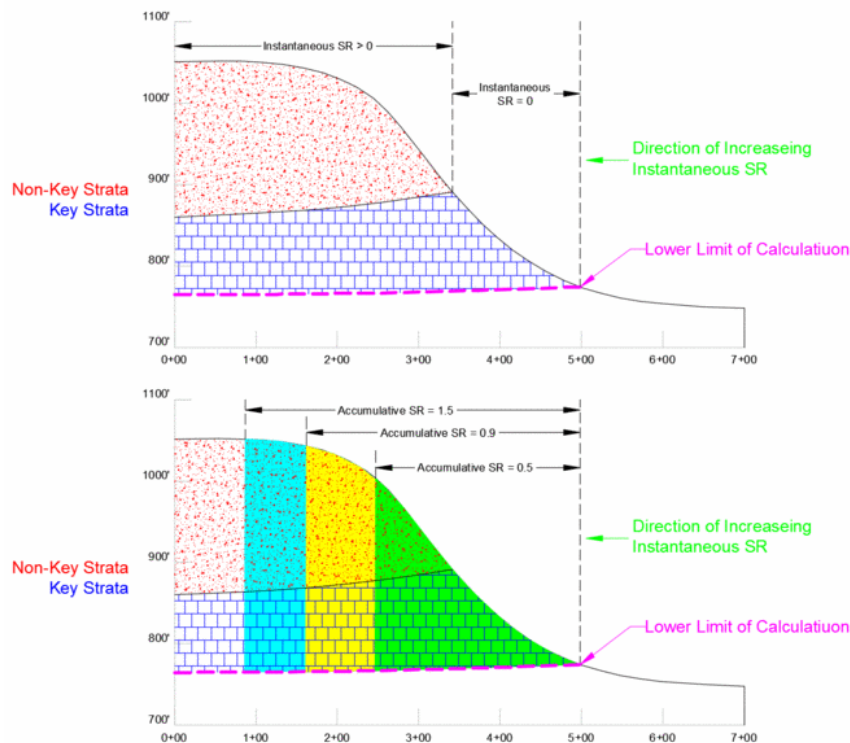 1100'
Instantaneous SR > 0
1000'
Instantaneous
SR = 0
Direction of Increaseing
Instantaneous SR
900'
Non-Key Strata
Key Strata
800'
Lower Limit of Calculatiuon
700'
0+00 1+00 2+00 3+00 4+00 5+00 6+00 7+00
1100'
Accumulative SR = 1.5
Accumulative SR = 0.9
Accumulative SR = 0.5
1000'
Direction of Increaseing
Instantaneous SR
900'
Non-Key Strata
Key Strata
800'
Lower Limit of Calculatiuon
700'
0+00 1+00 2+00 3+00 4+00 5+00 6+00 7+00